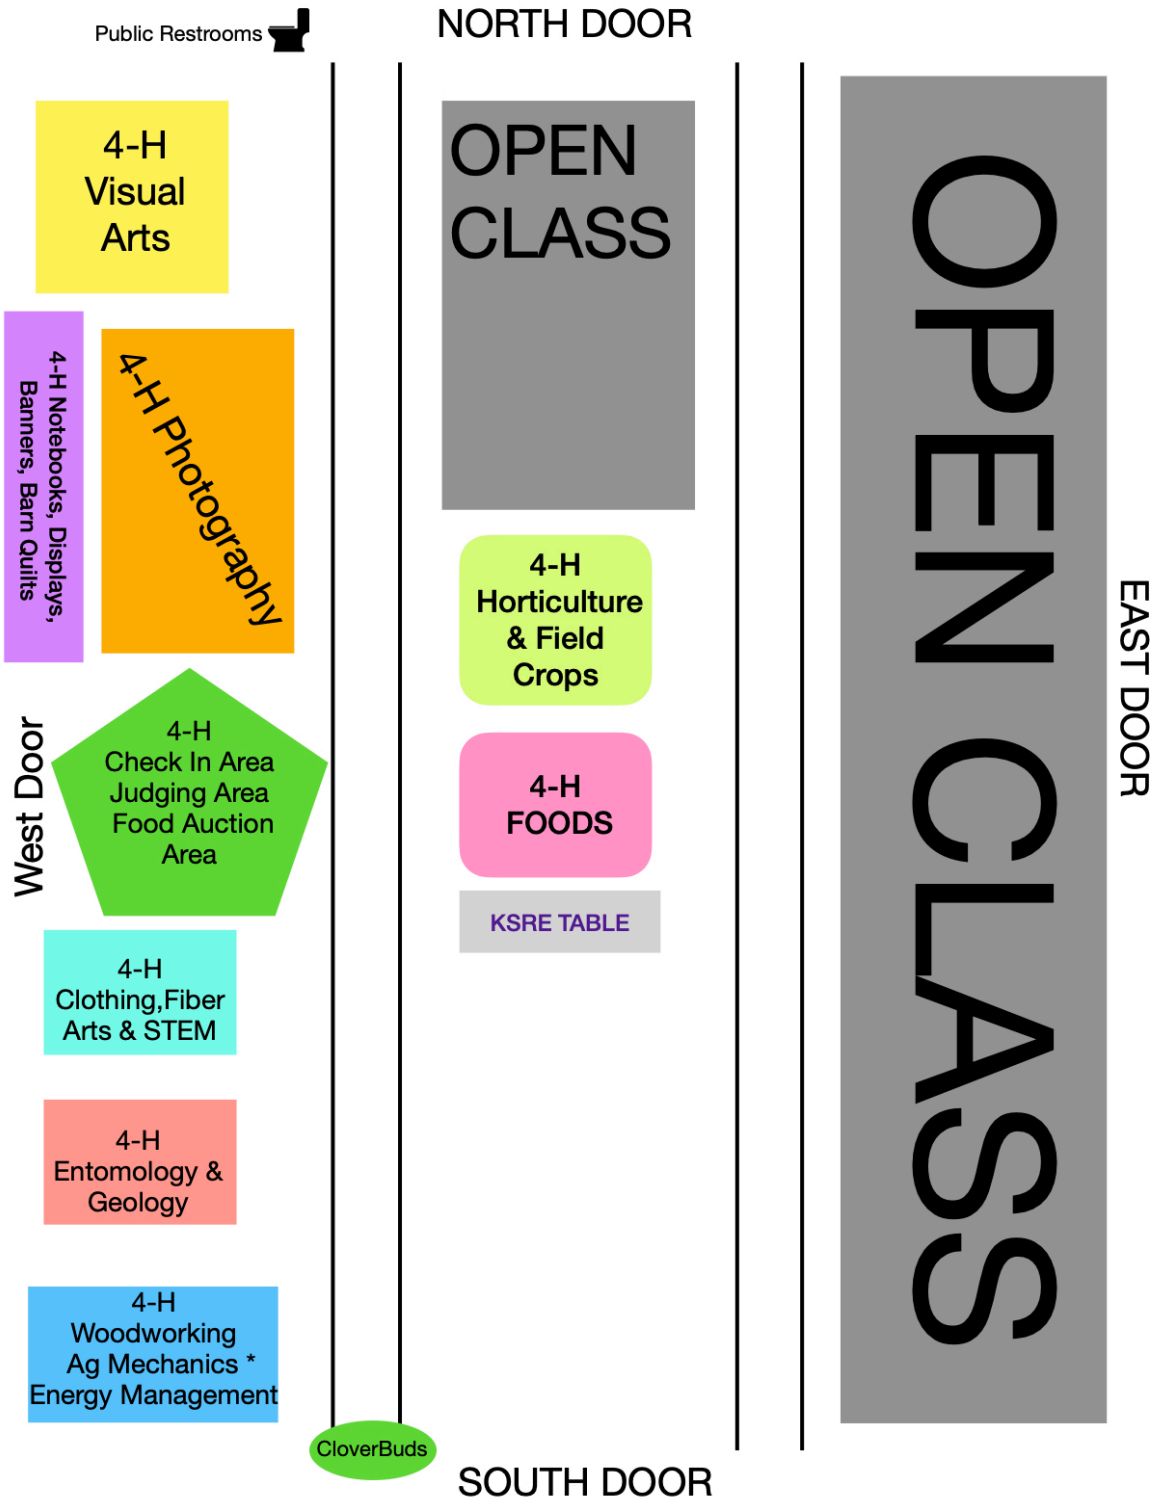 Public Restrooms
NORTH DOOR
4-H
Visual
Arts
OPEN
CLASS
OPEN CLASS
4-H Notebooks, Displays,
Banners, Barn Quilts
4-H Photography
4-H
Horticulture
& Field
Crops
EAST DOOR
West Door
4-H
Check In Area
Judging Area
Food Auction
Area
4-H
FOODS
KSRE TABLE
4-H
Clothing,Fiber
Arts & STEM
4-H
Entomology &
Geology
4-H
Woodworking
Ag Mechanics *
Energy Management
CloverBuds
SOUTH DOOR